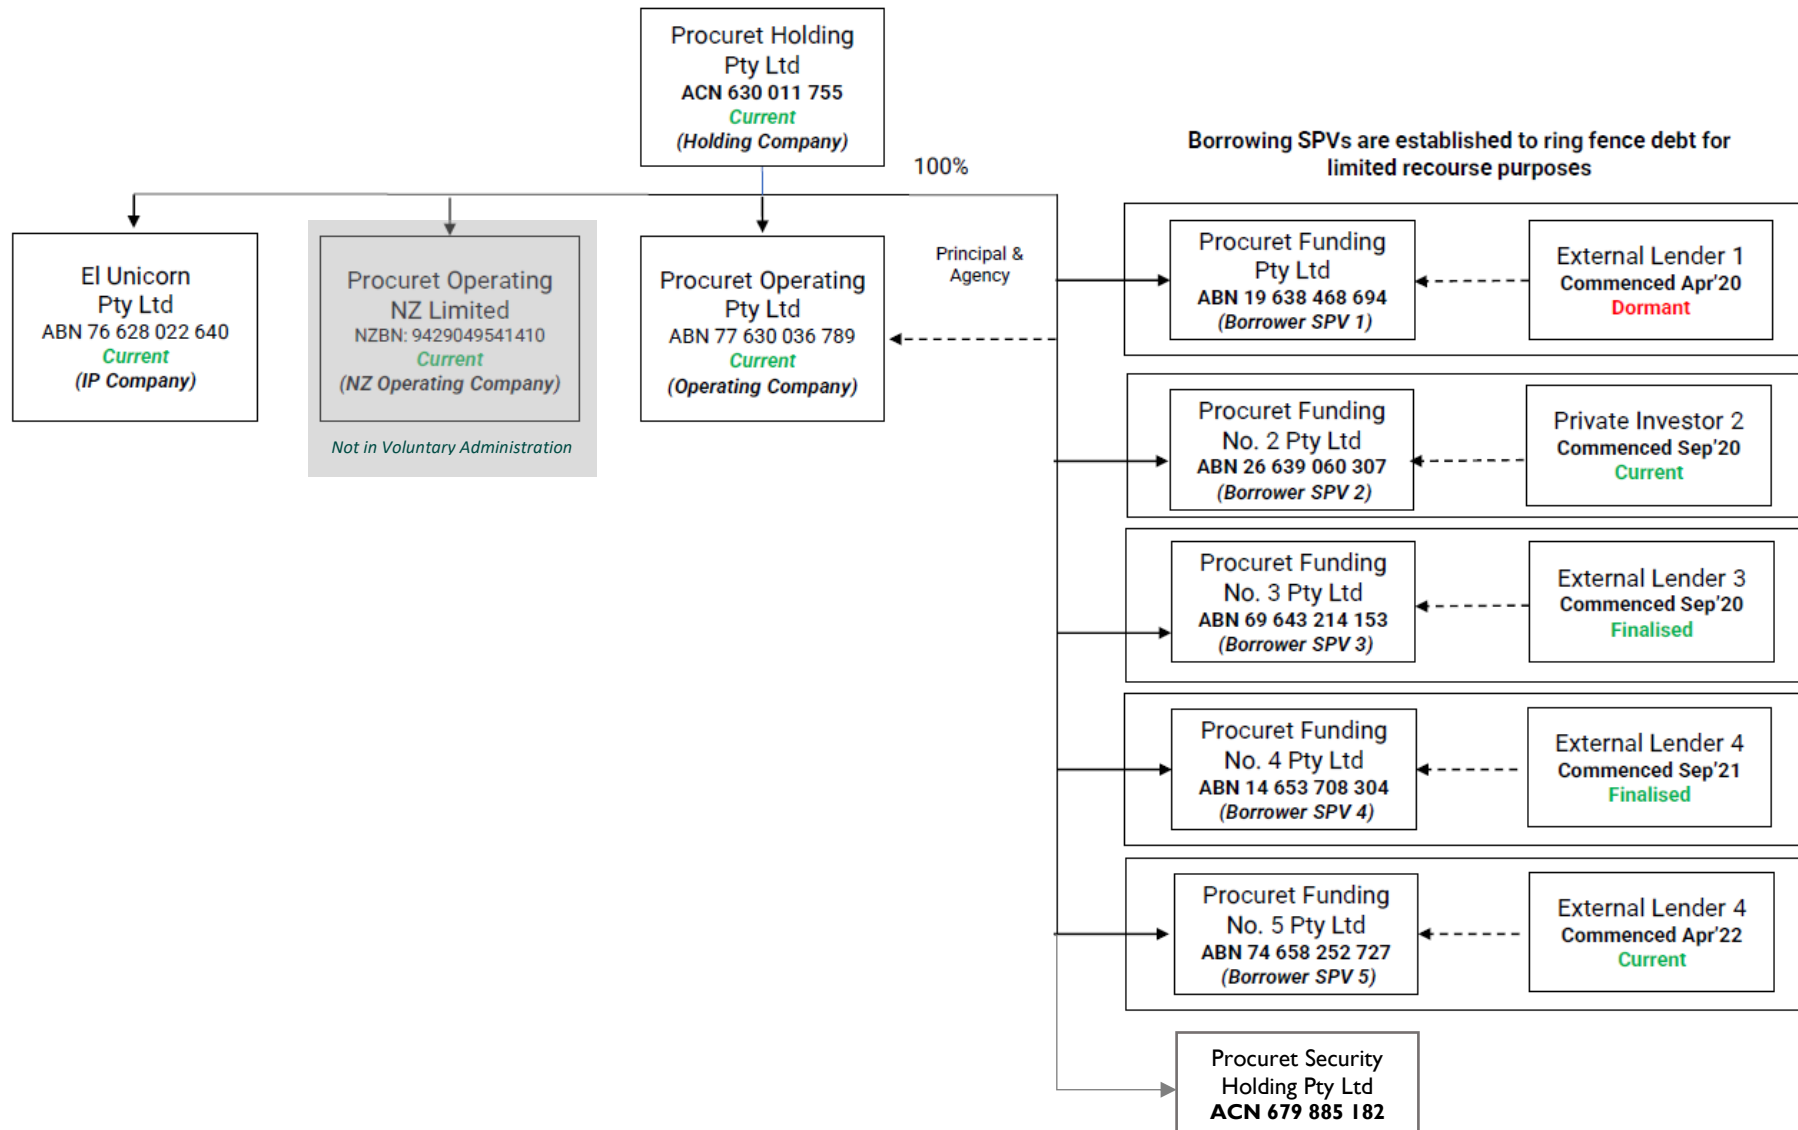 Procuret Holding
Pty Ltd
ACN 630 011 755
Current
(Holding Company)
100%
Borrowing SPVs are established to ring fence debt for
limited recourse purposes
El Unicorn
Pty Ltd
ABN 76 628 022 640
Current
(IP Company)
Procuret Operating
NZ Limited
NZBN: 9429049541410
Current
(NZ Operating Company)
Not in Voluntary Administration
Procuret Operating
Pty Ltd
ABN 77 630 036 789
Current
(Operating Company)
Principal &
Agency
Procuret Funding
Pty Ltd
ABN 19 638 468 694
(Borrower SPV 1)
External Lender 1
Commenced Apr'20
Dormant
Procuret Funding
No. 2 Pty Ltd
ABN 26 639 060 307
(Borrower SPV 2)
Private Investor 2
Commenced Sep'20
Current
Procuret Funding
No. 3 Pty Ltd
ABN 69 643 214 153
(Borrower SPV 3)
External Lender 3
Commenced Sep'20
Finalised
Procuret Funding
No. 4 Pty Ltd
ABN 14 653 708 304
(Borrower SPV 4)
External Lender 4
Commenced Sep'21
Finalised
Procuret Funding
No. 5 Pty Ltd
ABN 74 658 252 727
(Borrower SPV 5)
External Lender 4
Commenced Apr'22
Current
Procuret Security
Holding Pty Ltd
ACN 679 885 182